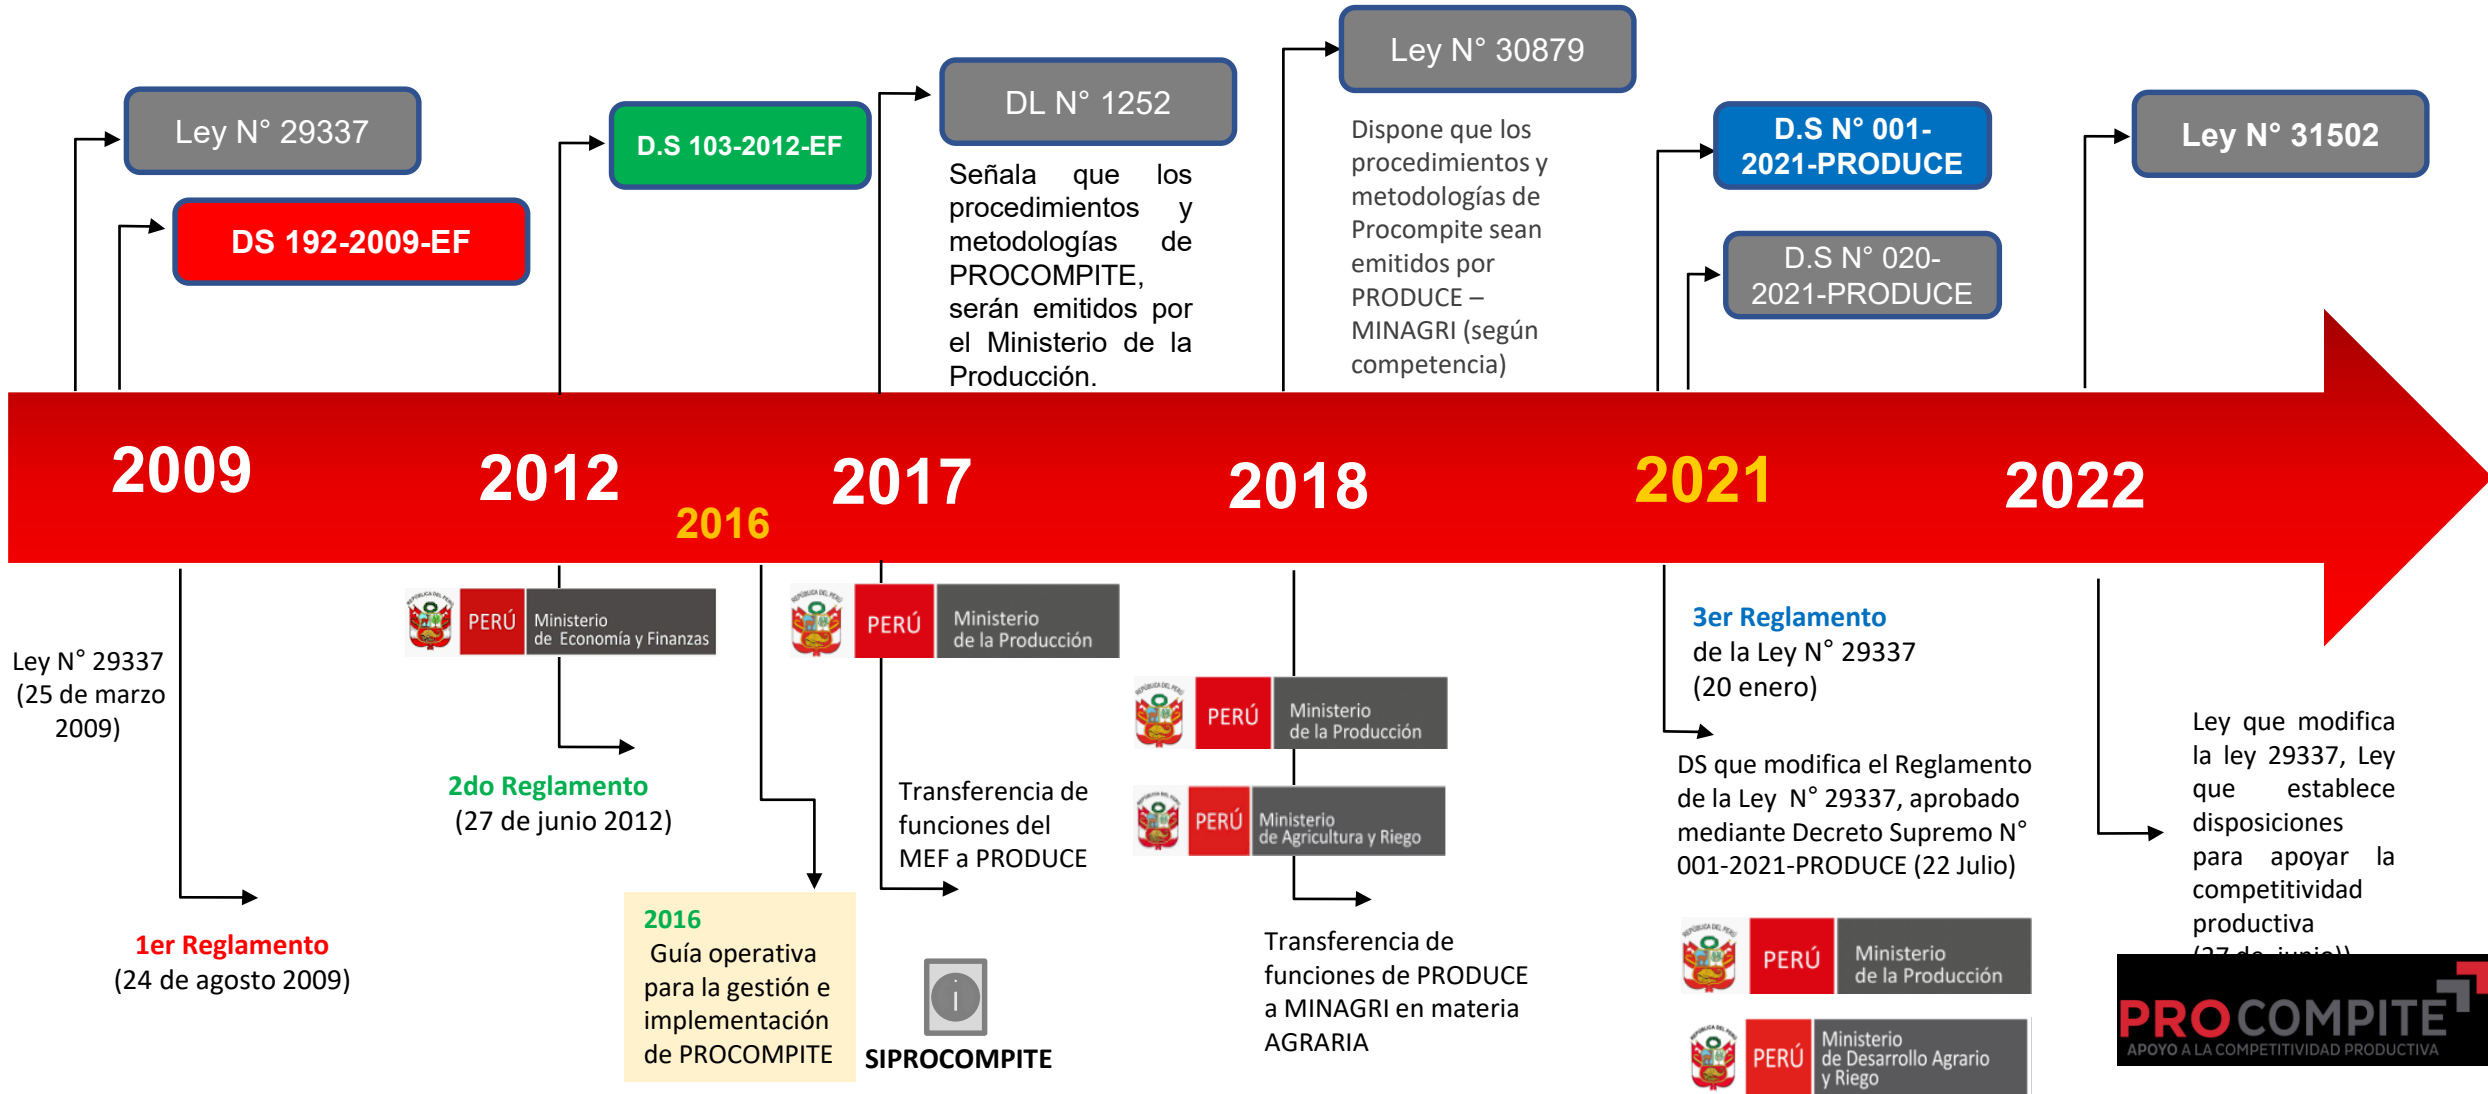 Ley N° 29337
DS 192-2009-EF
D.S 103-2012-EF
DL N° 1252
Señala que los
procedimientos y
metodologías de
PROCOMPITE,
serán emitidos por
el Ministerio de la
Producción.
Ley N° 30879
Dispone que los
procedimientos y
metodologías de
Procompite sean
emitidos por
PRODUCE –
MINAGRI (según
competencia)
D.S N° 001-
2021-PRODUCE
D.S N° 020-
2021-PRODUCE
Ley N° 31502
2009
2012
2016
2017
2018
2021
2022
Ley N° 29337
(25 de marzo
2009)
1er Reglamento
(24 de agosto 2009)
PERÚ
Ministerio
de Economía y Finanzas
2do Reglamento
(27 de junio 2012)
2016
Guía operativa
para la gestión e
implementación
de PROCOMPITE
PERÚ
Ministerio
de la Producción
Transferencia de
funciones del
MEF a PRODUCE
i
SIPROCOMPITE
PERÚ
Ministerio
de la Producción
PERÚ
Ministerio
de Agricultura y Riego
Transferencia de
funciones de PRODUCE
a MINAGRI en materia
AGRARIA
3er Reglamento
de la Ley N° 29337
(20 enero)
DS que modifica el Reglamento
de la Ley N° 29337, aprobado
mediante Decreto Supremo N°
001-2021-PRODUCE (22 Julio)
PERÚ
Ministerio
de la Producción
PERÚ
Ministerio
de Desarrollo Agrario
y Riego
Ley que modifica
la ley 29337, Ley
que establece
disposiciones
para apoyar la
competitividad
productiva
(27 de junio))
PROCOMPITE
APOYO A LA COMPETITIVIDAD PRODUCTIVA